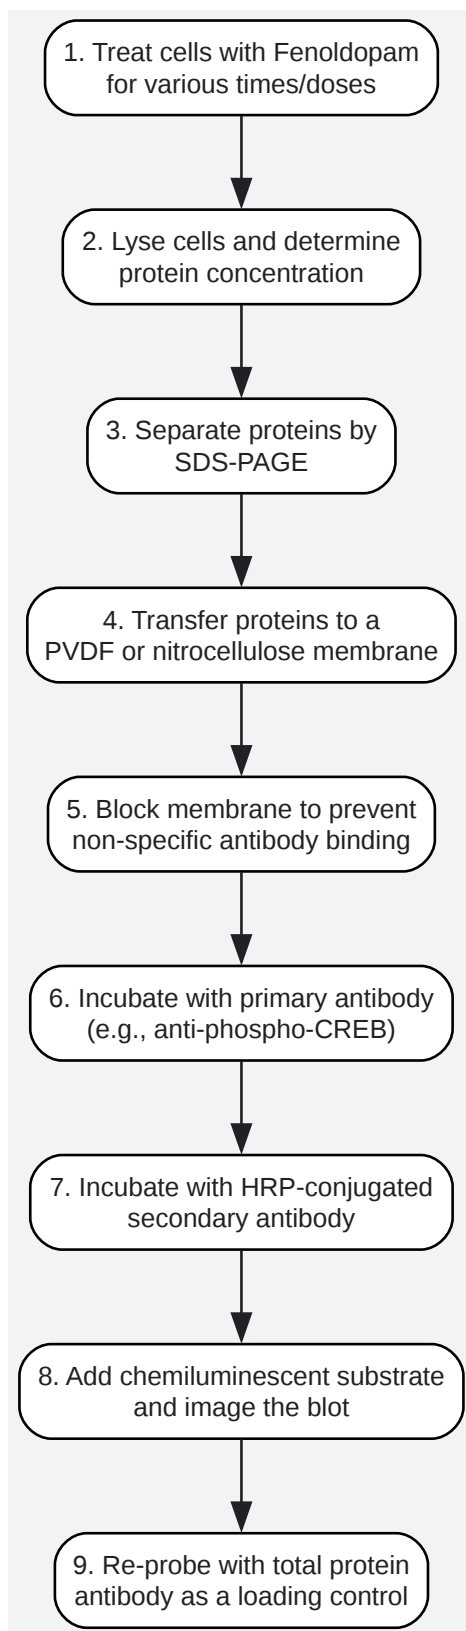 1. Treat cells with Fenoldopam
for various times/doses
2. Lyse cells and determine
protein concentration
3. Separate proteins by
SDS-PAGE
4. Transfer proteins to a
PVDF or nitrocellulose membrane
5. Block membrane to prevent
non-specific antibody binding
6. Incubate with primary antibody
(e.g., anti-phospho-CREB)
7. Incubate with HRP-conjugated
secondary antibody
8. Add chemiluminescent substrate
and image the blot
9. Re-probe with total protein
antibody as a loading control